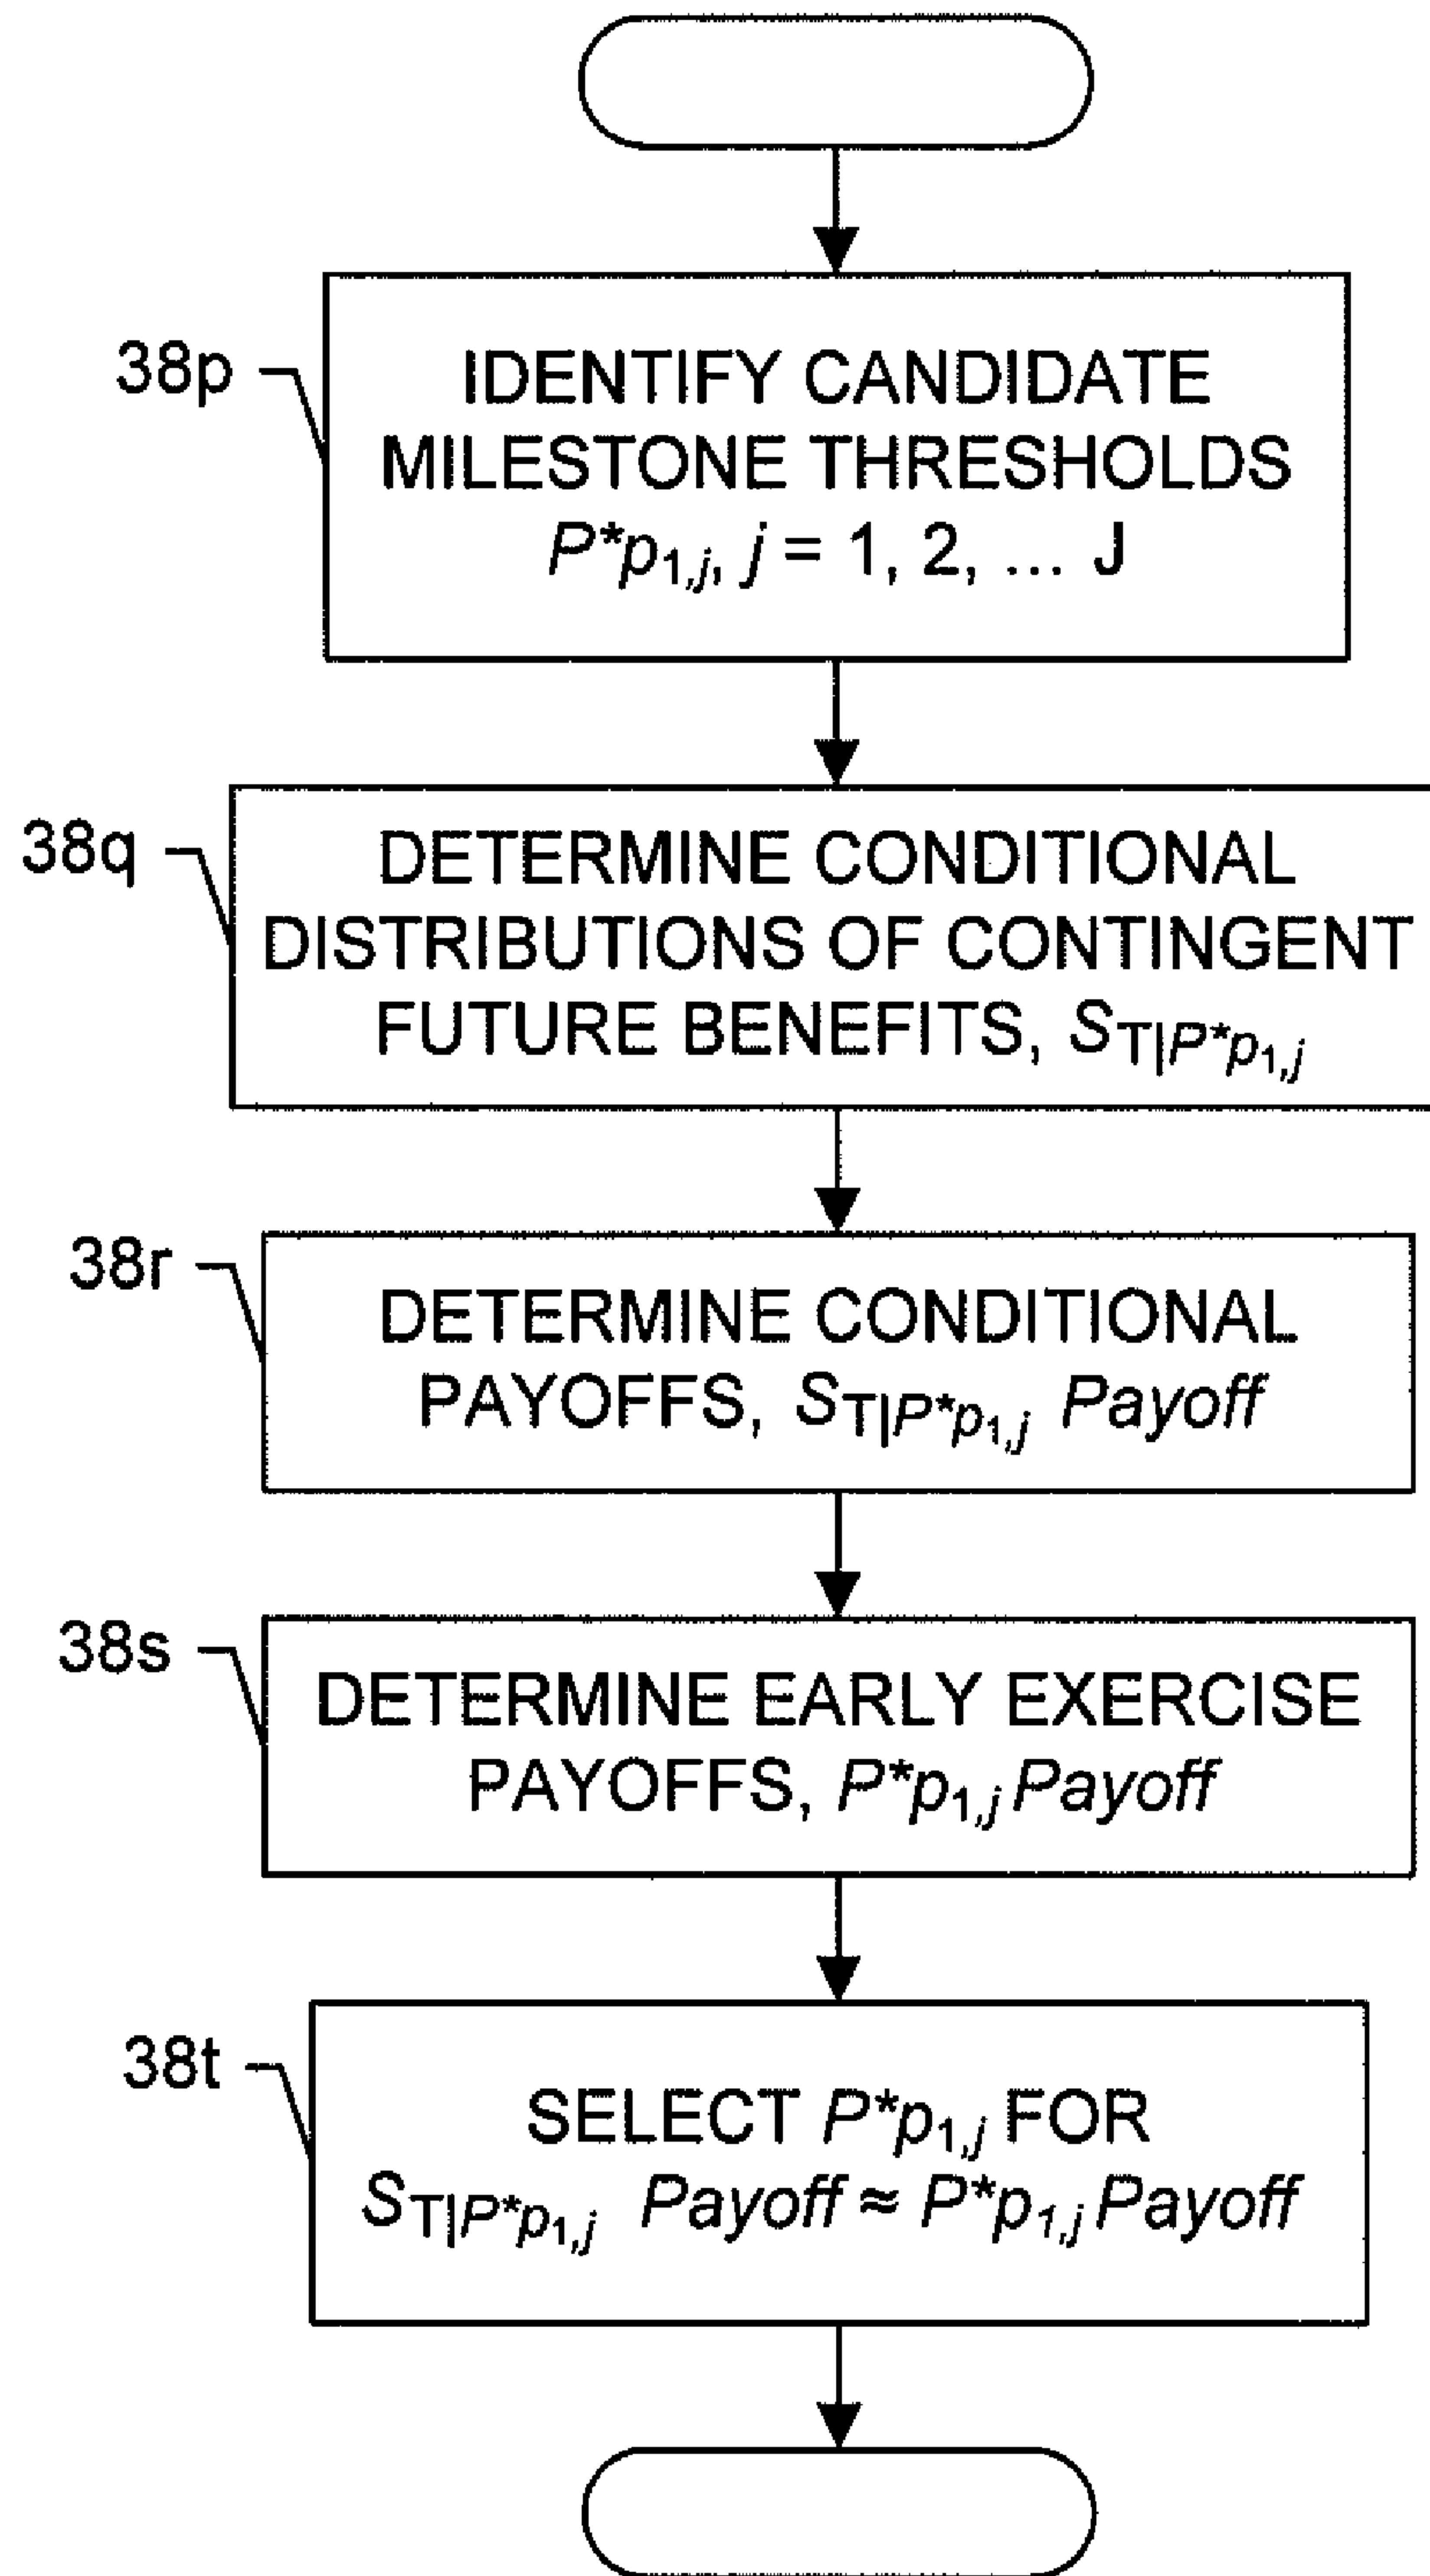 38p
IDENTIFY CANDIDATE
MILESTONE THRESHOLDS
P*p1,j, j = 1, 2, ... J
38q
DETERMINE CONDITIONAL
DISTRIBUTIONS OF CONTINGENT
FUTURE BENEFITS, ST|P*p1,j
38r
DETERMINE CONDITIONAL
PAYOFFS, ST|P*p1,j Payoff
38s
DETERMINE EARLY EXERCISE
PAYOFFS, P*p1,j Payoff
38t
SELECT P*p1,j FOR
ST|P*p1,j Payoff ≈ P*p1,j Payoff